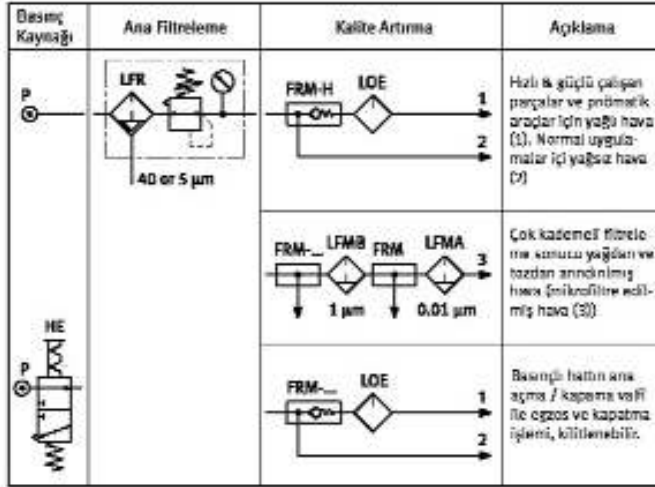 Basınç
Kaynağı
Ana Filtreleme
Kalite Artırma
Açıklama
P
LFR
40 or 5 µm
FRM-H
LOE
1
2
Hızlı & güçlü çalışan
parçalar ve pnömatik
araçlar için yağlı hava
(1). Normal uygula-
malar içi yağsız hava
(2)
FRM-...
LFMB
FRM
LFMA
3
1 µm
0.01 µm
Çok kademeli filtrele-
me sonucu yağdan ve
tozdan arındırılmış
hava (mikrofiltre edil-
miş hava (3))
HE
P
FRM-...
LOE
1
2
Basınçlı hattın ana
açma / kapama valfi
ile egzos ve kapatma
işlemi, kilitlenebilir.